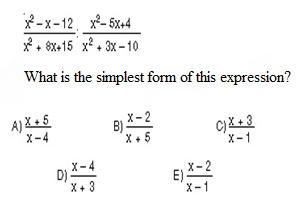 x²-x-12 : x²-5x+4
x²+8x+15 x²+3x-10
What is the simplest form of this expression?
A) x+5 / x-4
B) x-2 / x+5
C) x+3 / x-1
D) x-4 / x+3
E) x-2 / x-1